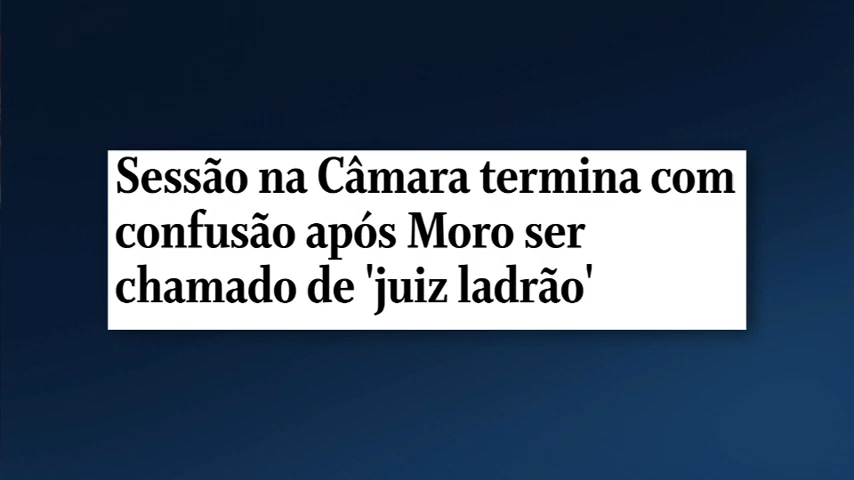 Sessão na Câmara termina com
confusão após Moro ser
chamado de 'juiz ladrão'